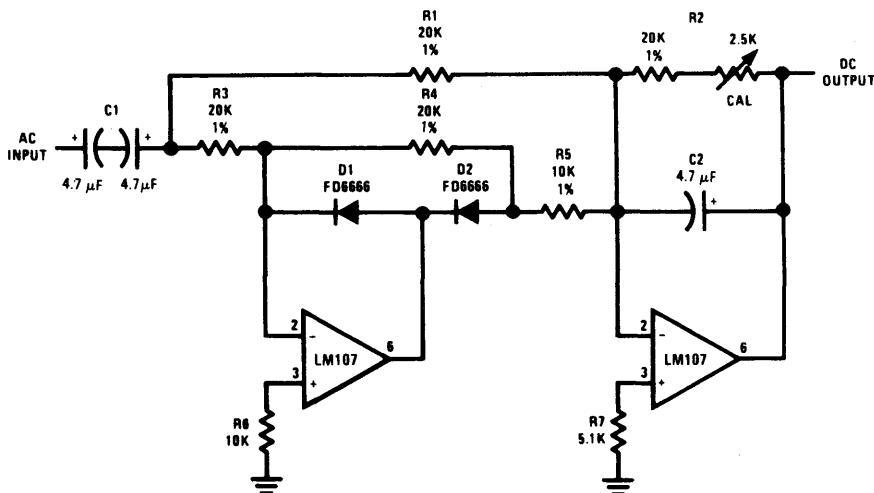 R1
20K
1%
R2
20K
1%
2.5K
CAL
DC
OUTPUT
R3
20K
1%
R4
20K
1%
C1
+
+
AC
INPUT
4.7 μF
4.7 μF
D1
FD6666
D2
FD6666
R5
10K
1%
C2
4.7 μF
+
2
−
6
LM107
3
+
R6
10K
2
−
6
LM107
3
+
R7
5.1K